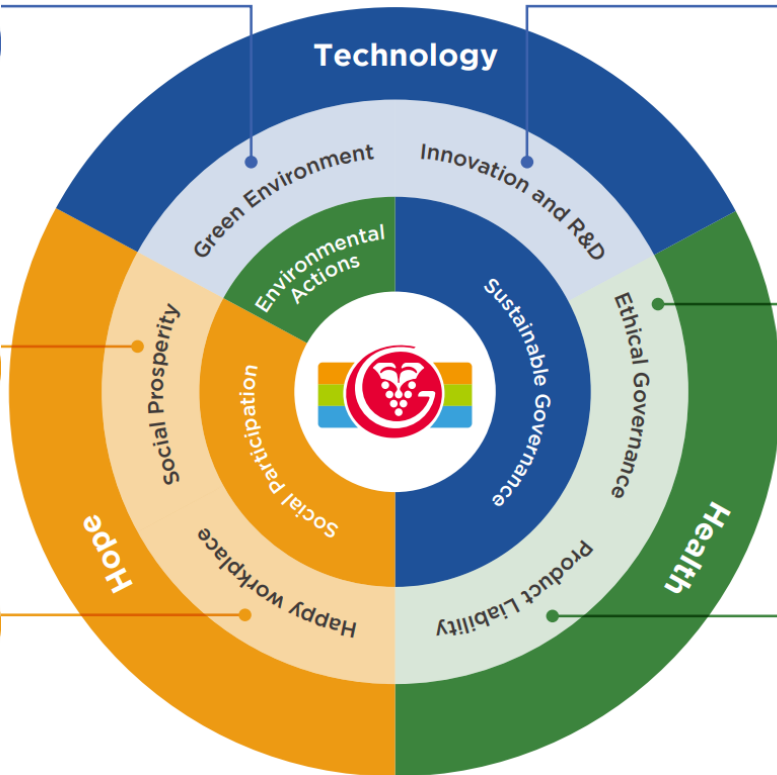 Technology
Green Environment
Innovation and R&D
Environmental
Actions
Sustainable Governance
Ethical Governance
Social Prosperity
Social Participation
Hope
Health
Happy workplace
Product Liability